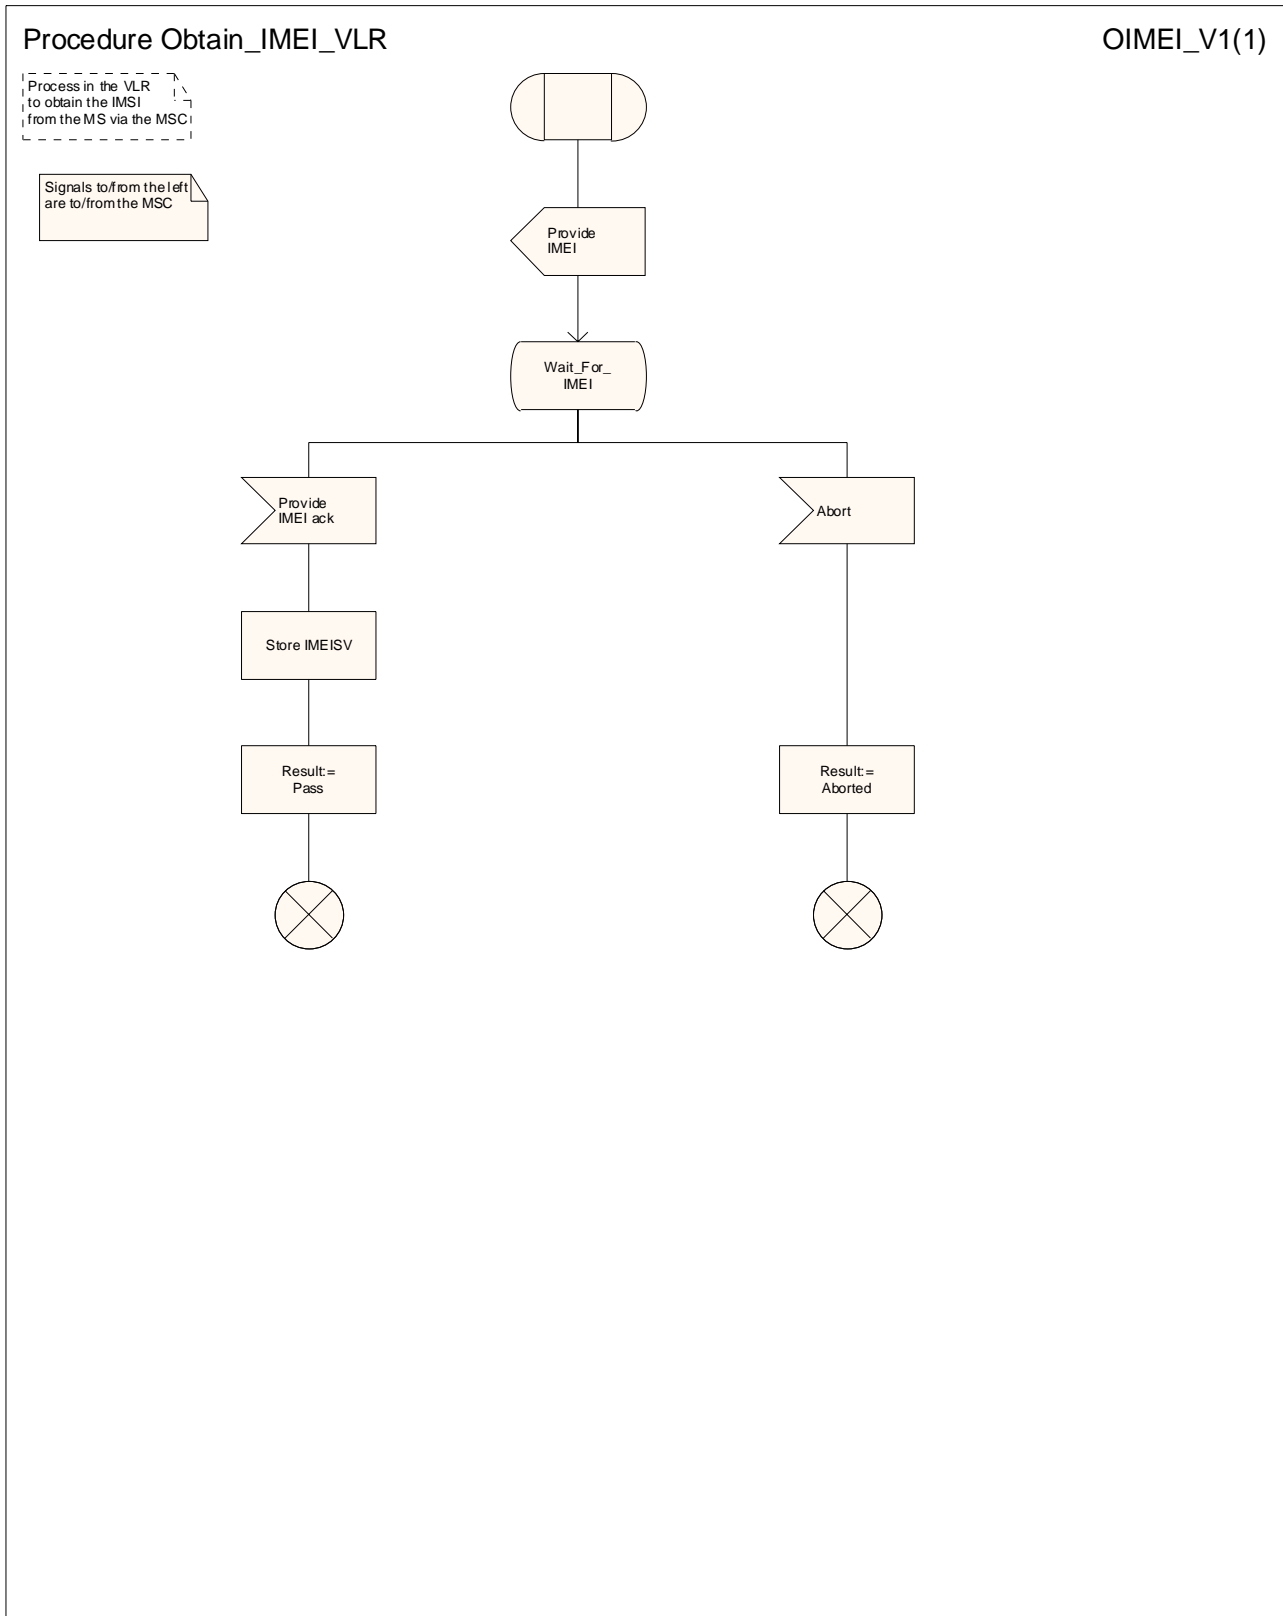 Procedure Obtain_IMEI_VLR
OIMEI_V1(1)
Process in the VLR
to obtain the IMSI
from the MS via the MSC
Signals to/from the left
are to/from the MSC
Provide
IMEI
Wait_For_
IMEI
Provide
IMEI ack
Abort
Store IMEISV
Result:=
Pass
Result:=
Aborted